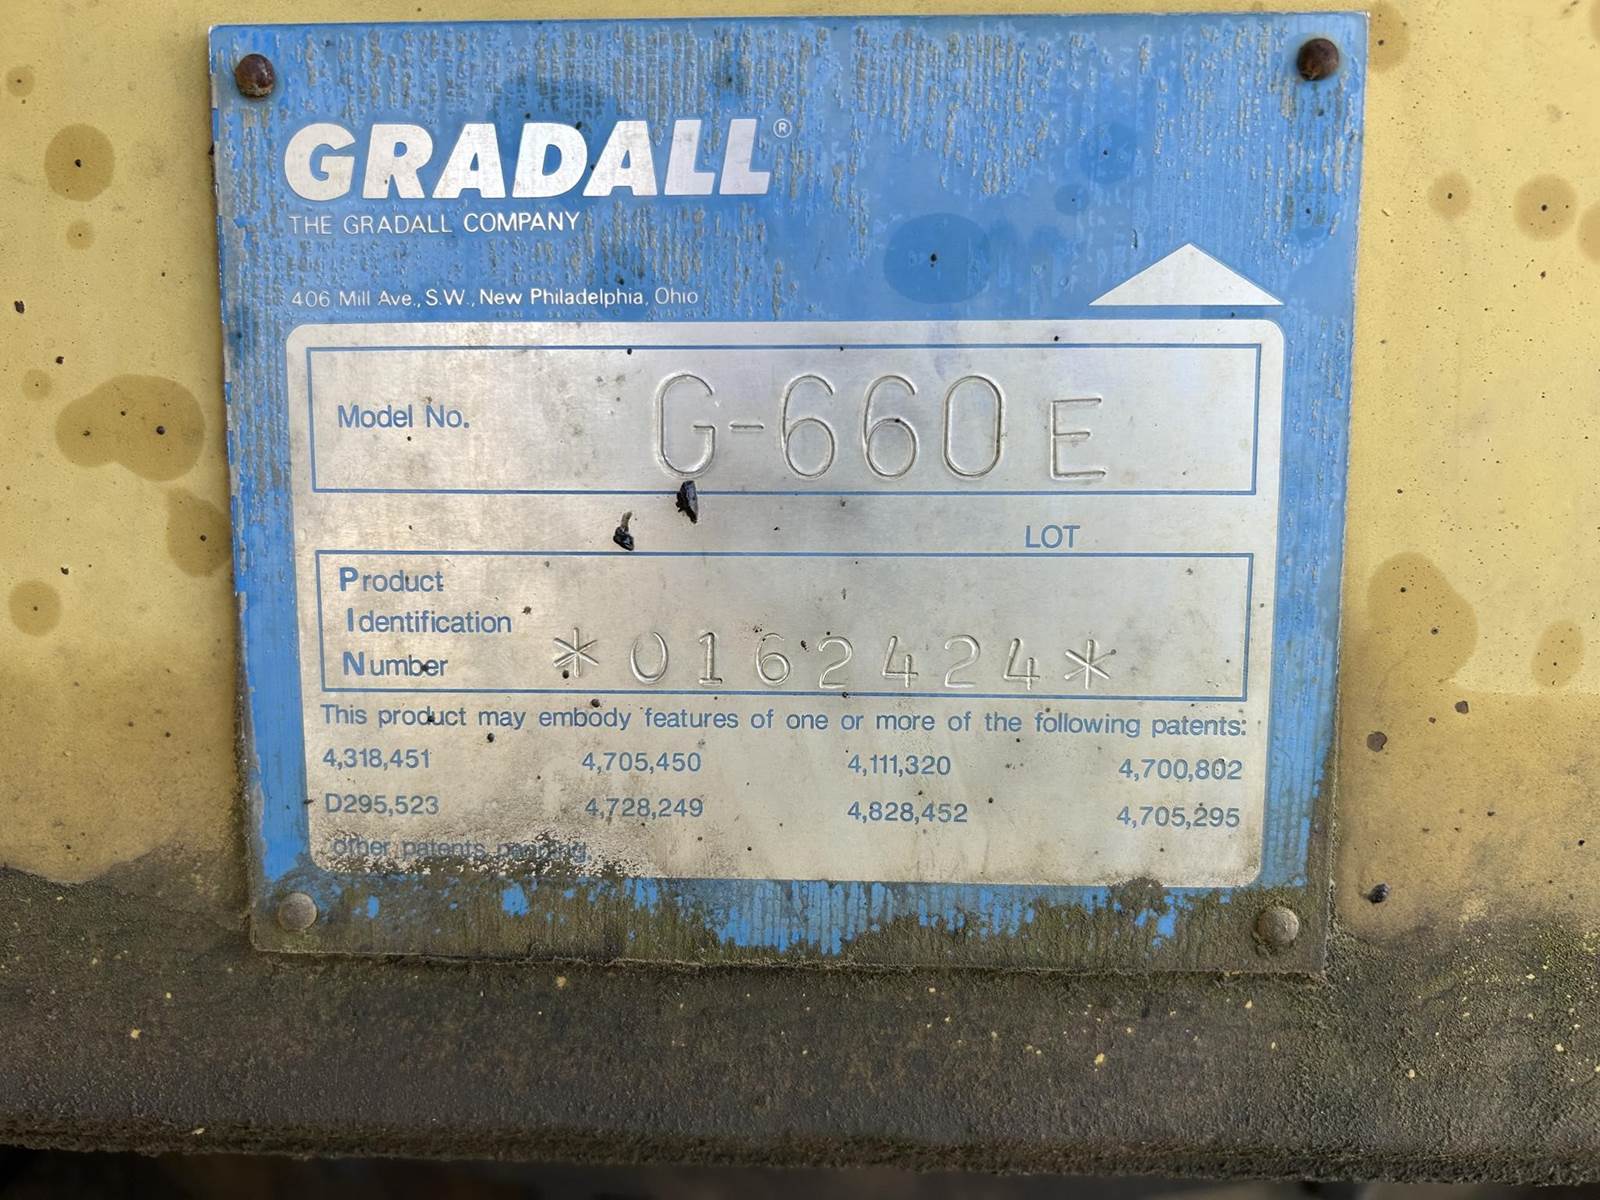 GRADALL®
THE GRADALL COMPANY
406 Mill Ave., S.W., New Philadelphia, Ohio
Model No. G-660 E
LOT
Product
Identification
Number *0162424*
This product may embody features of one or more of the following patents:
4,318,451 4,705,450 4,111,320 4,700,802
D295,523 4,728,249 4,828,452 4,705,295
other patents pending.